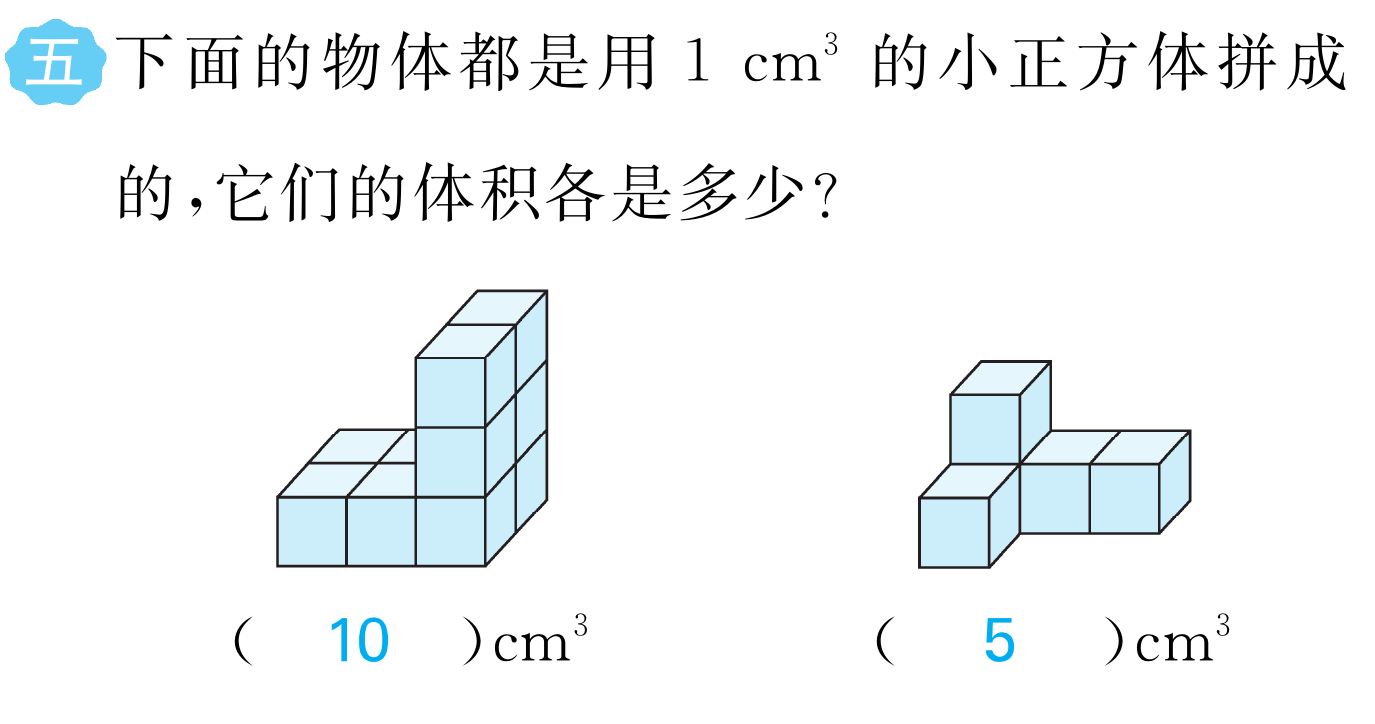 五 下面的物体都是用 1 cm³ 的小正方体拼成
的,它们的体积各是多少?
( 10 )cm³ ( 5 )cm³